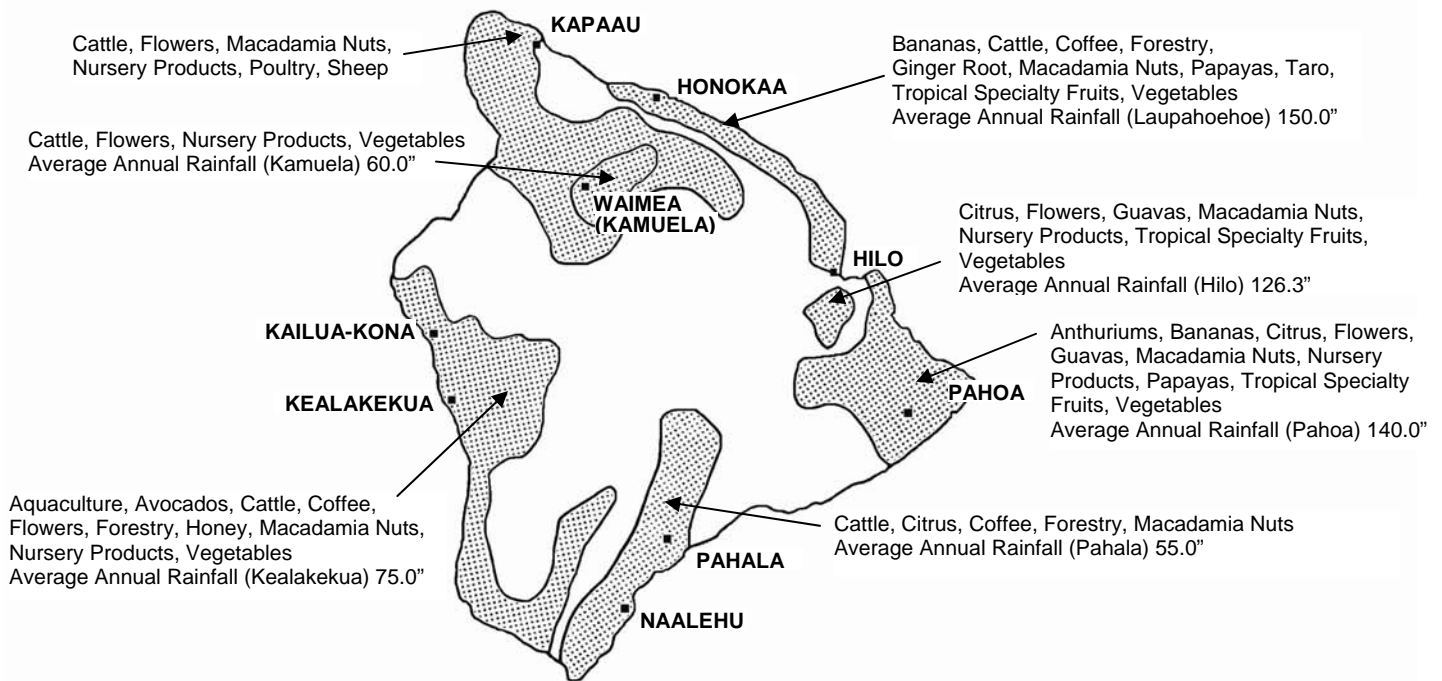 KAPAAU
Cattle, Flowers, Macadamia Nuts,
Nursery Products, Poultry, Sheep
Bananas, Cattle, Coffee, Forestry,
Ginger Root, Macadamia Nuts, Papayas, Taro,
Tropical Specialty Fruits, Vegetables
Average Annual Rainfall (Laupahoehoe) 150.0”
HONOKAA
Cattle, Flowers, Nursery Products, Vegetables
Average Annual Rainfall (Kamuela) 60.0”
WAIMEA
(KAMUELA)
Citrus, Flowers, Guavas, Macadamia Nuts,
Nursery Products, Tropical Specialty Fruits,
Vegetables
Average Annual Rainfall (Hilo) 126.3”
HILO
KAILUA-KONA
Anthuriums, Bananas, Citrus, Flowers,
Guavas, Macadamia Nuts, Nursery
Products, Papayas, Tropical Specialty
Fruits, Vegetables
Average Annual Rainfall (Pahoa) 140.0”
PAHOA
KEALAKEKUA
Aquaculture, Avocados, Cattle, Coffee,
Flowers, Forestry, Honey, Macadamia Nuts,
Nursery Products, Vegetables
Average Annual Rainfall (Kealakekua) 75.0”
Cattle, Citrus, Coffee, Forestry, Macadamia Nuts
Average Annual Rainfall (Pahala) 55.0”
PAHALA
NAALEHU